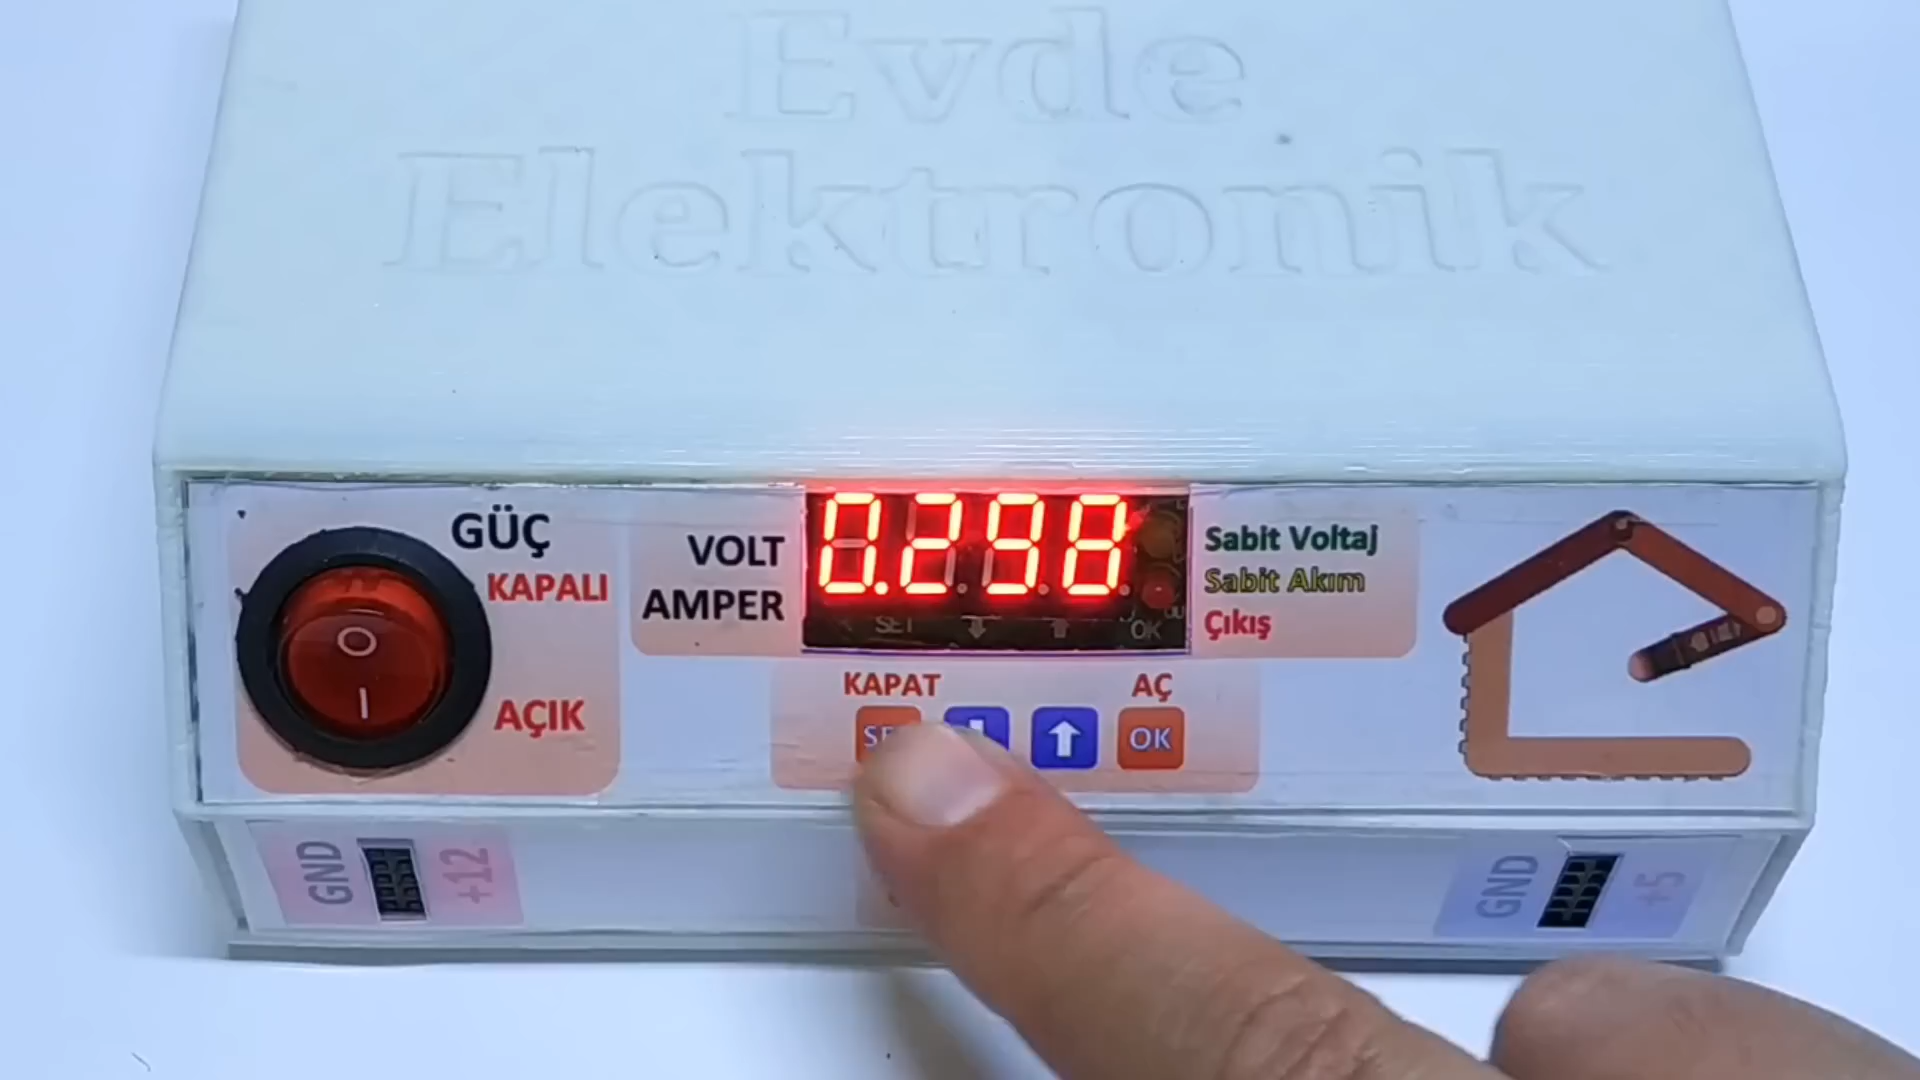 Evde
Elektronik
GÜÇ
KAPALI
AÇIK
VOLT
AMPER
0.298
SET
OK
Sabit Voltaj
Sabit Akım
Çıkış
KAPAT
AÇ
OK
GND
+12
GND
+5